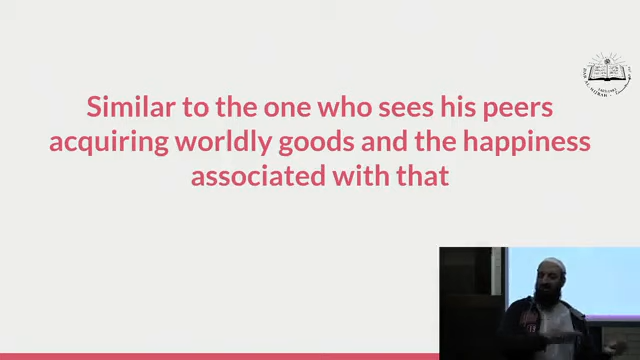 Similar to the one who sees his peers
acquiring worldly goods and the happiness
associated with that